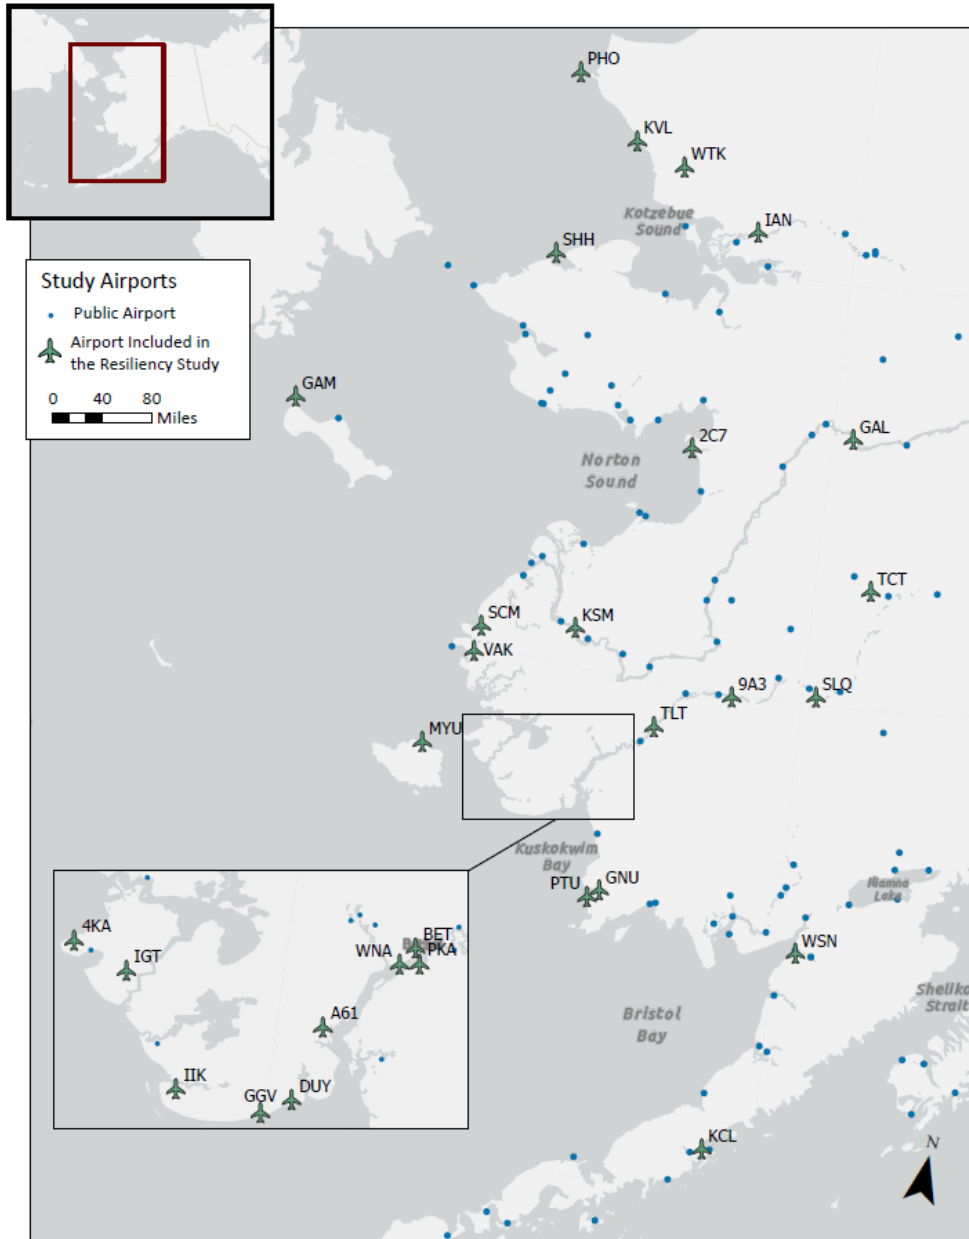 PHO
KVL
WTK
Kotzebue
Sound
IAN
SHH
Study Airports
Public Airport
Airport Included in
the Resiliency Study
0 40 80
Miles
GAM
2C7
GAL
Norton
Sound
TCT
SCM
KSM
VAK
9A3
SLQ
TLT
MYU
Kuskokwim
Bay
PTU
GNU
Iliamna
Lake
WSN
Shelikof
Strait
Bristol
Bay
KCL
N
4KA
IGT
BET
WNA
PKA
A61
IIK
GGV
DUY